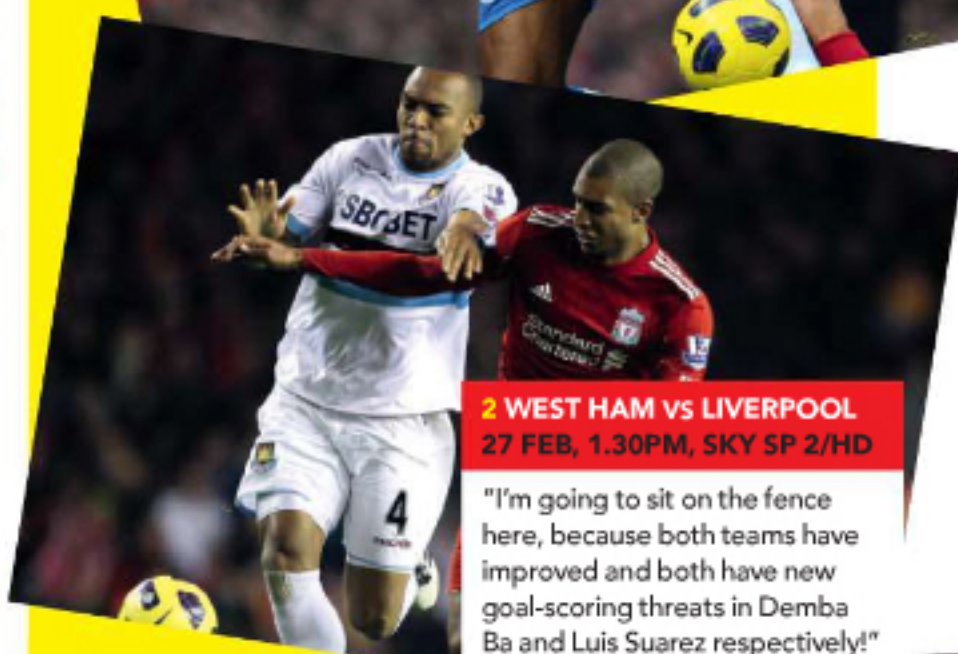 SBOBET
Standard
Chartered
4
2 WEST HAM VS LIVERPOOL
27 FEB, 1.30PM, SKY SP 2/HD
"I'm going to sit on the fence
here, because both teams have
improved and both have new
goal-scoring threats in Demba
Ba and Luis Suarez respectively!"